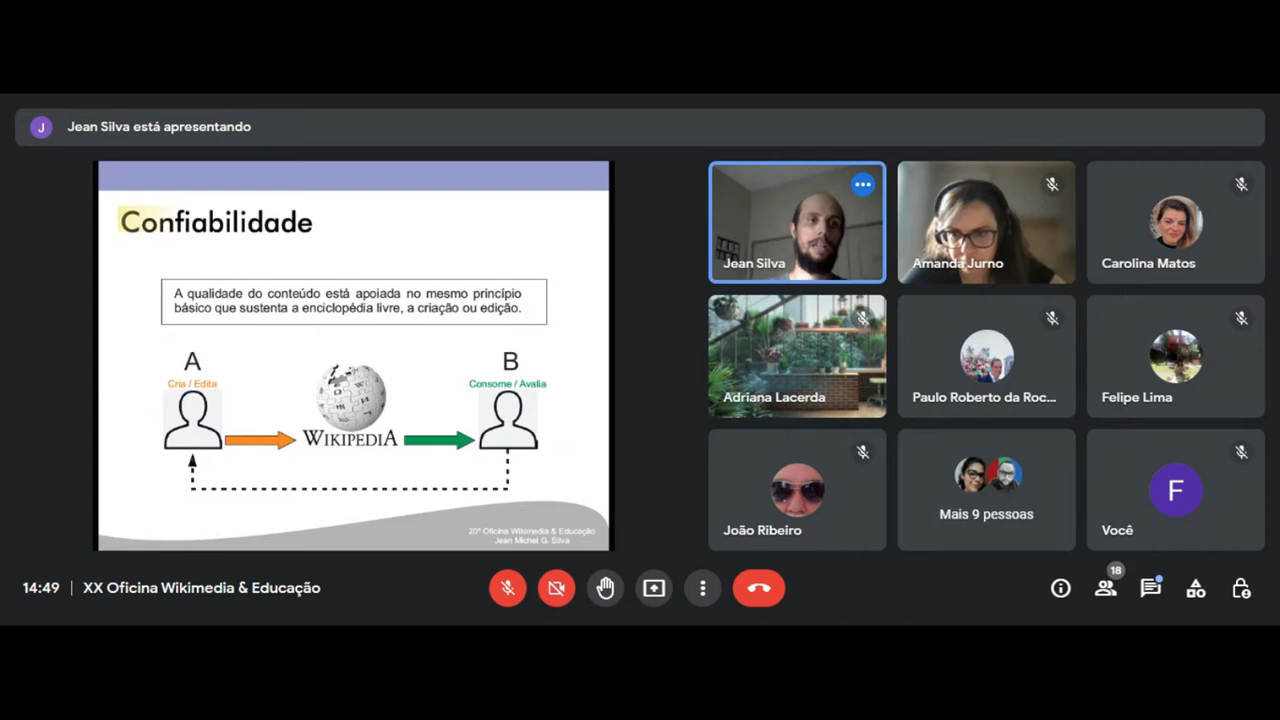 J
Jean Silva está apresentando
Confiabilidade
A qualidade do conteúdo está apoiada no mesmo princípio
básico que sustenta a enciclopédia livre, a criação ou edição.
A
Cria / Edita
B
Consome / Avalia
WIKIPEDIA
20ª Oficina Wikimedia & Educação
Jean Michel G. Silva
Jean Silva
Amanda Jurno
Carolina Matos
Adriana Lacerda
Paulo Roberto da Roc...
Felipe Lima
João Ribeiro
Mais 9 pessoas
F
Você
14:49 | XX Oficina Wikimedia & Educação
18